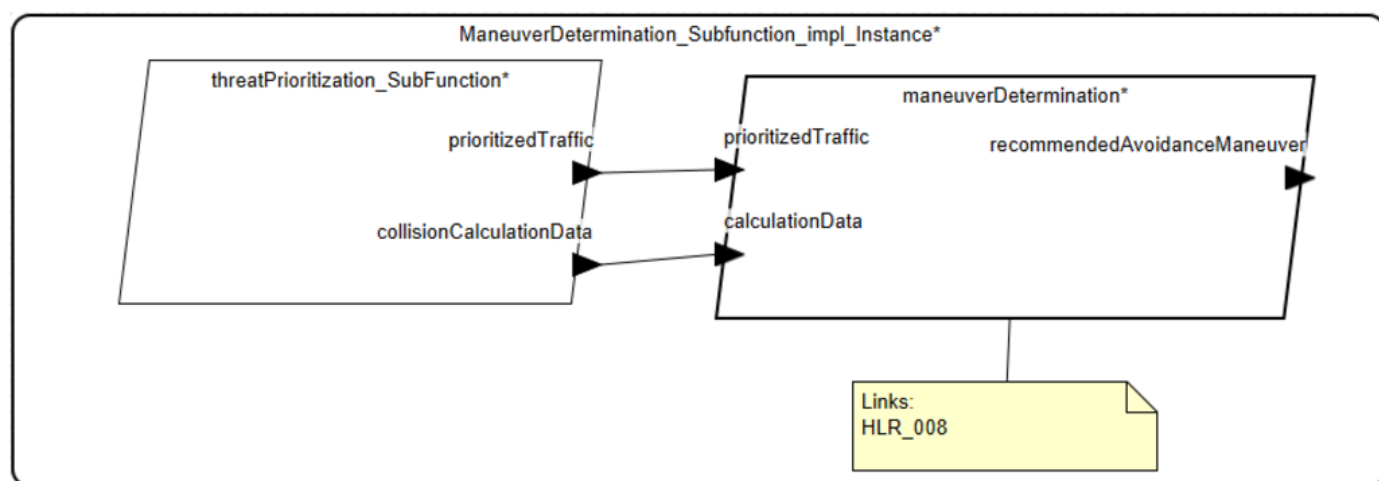 ManeuverDetermination_Subfunction_impl_Instance*
threatPrioritization_SubFunction*
prioritizedTraffic
collisionCalculationData
maneuverDetermination*
prioritizedTraffic
recommendedAvoidanceManeuver
calculationData
Links:
HLR_008